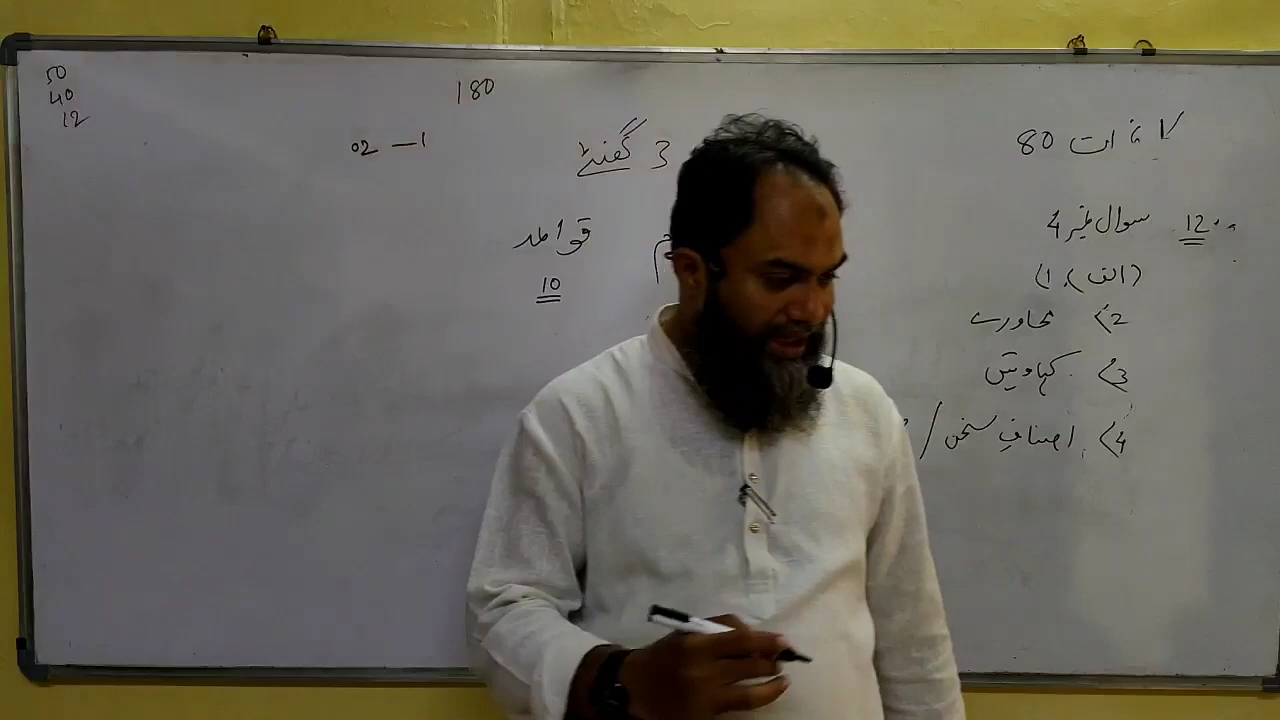 50
40
12
180
1 — 02
3 گھنٹے
قواعد
10
80
سوال نمبر 4
12
(الف) 1)
2) محاورے
3) کہاوتیں
4) اصنافِ سخن /